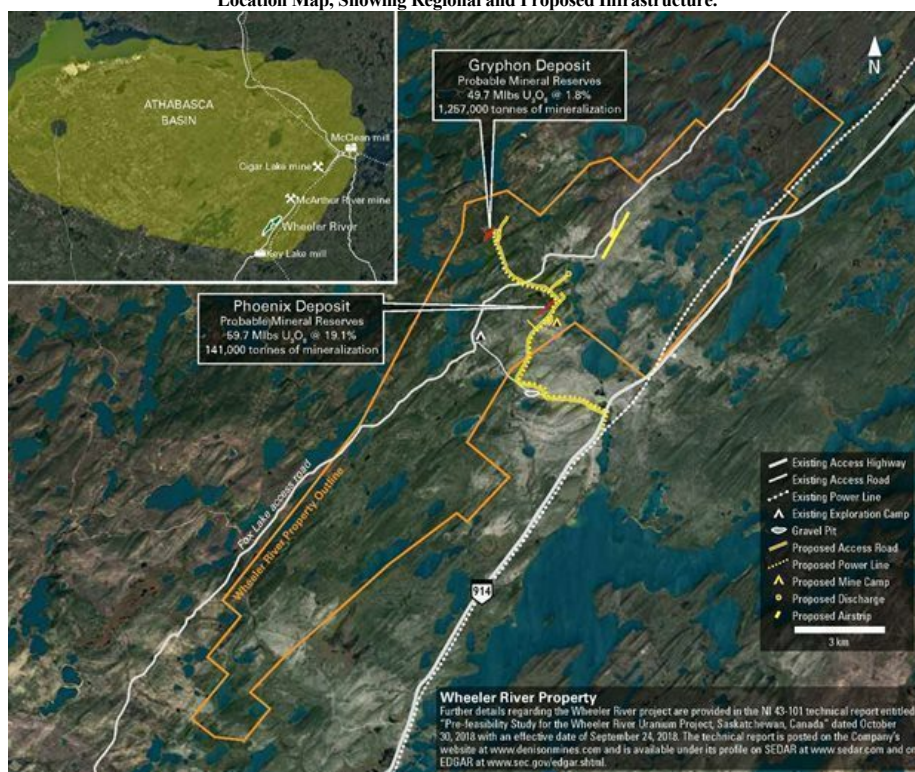 Location Map, Showing Regional and Proposed Infrastructure.
ATHABASCA
BASIN
McClean mill
Cigar Lake mine
McArthur River mine
Wheeler River
Key Lake mill
Gryphon Deposit
Probable Mineral Reserves
49.7 Mlbs U3O8 @ 1.8%
1,257,000 tonnes of mineralization
N
Phoenix Deposit
Probable Mineral Reserves
59.7 Mlbs U3O8 @ 19.1%
141,000 tonnes of mineralization
Fox Lake access road
Wheeler River Property Outline
914
Existing Access Highway
Existing Access Road
Existing Power Line
Existing Exploration Camp
Gravel Pit
Proposed Access Road
Proposed Power Line
Proposed Mine Camp
Proposed Discharge
Proposed Airstrip
3 km
Wheeler River Property
Further details regarding the Wheeler River project are provided in the NI 43-101 technical report entitled
"Pre-feasibility Study for the Wheeler River Uranium Project, Saskatchewan, Canada" dated October
30, 2018 with an effective date of September 24, 2018. The technical report is posted on the Company's
website at www.denisonmines.com and is available under its profile on SEDAR at www.sedar.com and on
EDGAR at www.sec.gov/edgar.shtml.